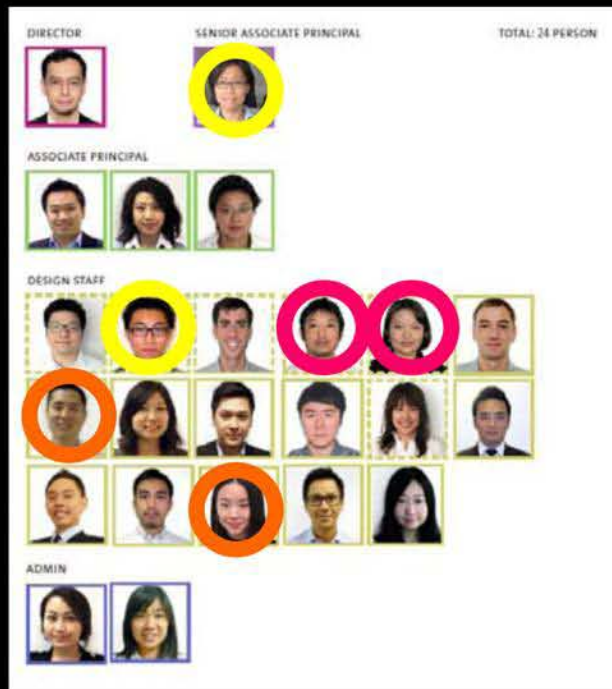 DIRECTOR
SENIOR ASSOCIATE PRINCIPAL
TOTAL: 24 PERSON
ASSOCIATE PRINCIPAL
DESIGN STAFF
ADMIN